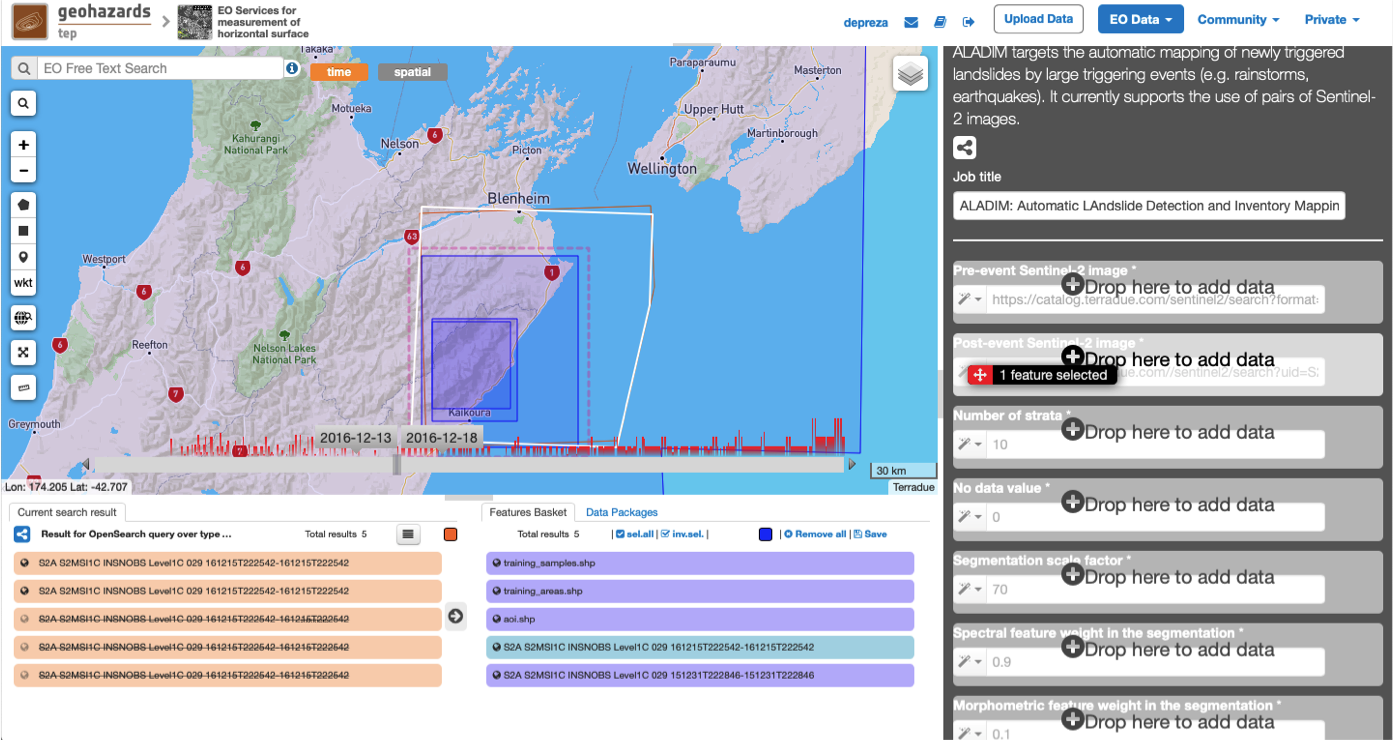 geohazards
tep
EO Services for
measurement of
horizontal surface
depreza
Upload Data
EO Data
Community
Private
EO Free Text Search
time
spatial
wkt
Takaka
Motueka
Kahurangi
National Park
Nelson
6
Picton
Paraparaumu
Masterton
Upper Hutt
Martinborough
Wellington
Blenheim
63
1
Westport
6
6
6
Reefton
Nelson Lakes
National Park
7
Greymouth
7
Kaikoura
2016-12-13
2016-12-18
30 km
Lon: 174.205 Lat: -42.707
Terradue
Current search result
Result for OpenSearch query over type ...
Total results 5
S2A S2MSI1C INSNOBS Level1C 029 161215T222542-161215T222542
S2A S2MSI1C INSNOBS Level1C 029 161215T222542-161215T222542
S2A S2MSI1C INSNOBS Level1C 029 161215T222542-161215T222542
S2A S2MSI1C INSNOBS Level1C 029 161215T222542-161215T222542
S2A S2MSI1C INSNOBS Level1C 029 161215T222542-161215T222542
Features Basket
Data Packages
Total results 5 | sel.all | inv.sel. | | Remove all | Save
training_samples.shp
training_areas.shp
aoi.shp
S2A S2MSI1C INSNOBS Level1C 029 161215T222542-161215T222542
S2A S2MSI1C INSNOBS Level1C 029 151231T222846-151231T222846
ALADIM targets the automatic mapping of newly triggered
landslides by large triggering events (e.g. rainstorms,
earthquakes). It currently supports the use of pairs of Sentinel-
2 images.
Job title
ALADIM: Automatic LAndslide Detection and Inventory Mappin
Pre-event Sentinel-2 image *
Drop here to add data
https://catalog.terradue.com/sentinel2/search?format=
Post-event Sentinel-2 image *
Drop here to add data
1 feature selected
ue.com//sentinel2/search?uid=S2
Number of strata *
Drop here to add data
10
No data value *
Drop here to add data
0
Segmentation scale factor *
Drop here to add data
70
Spectral feature weight in the segmentation *
Drop here to add data
0.9
Morphometric feature weight in the segmentation *
Drop here to add data
0.1